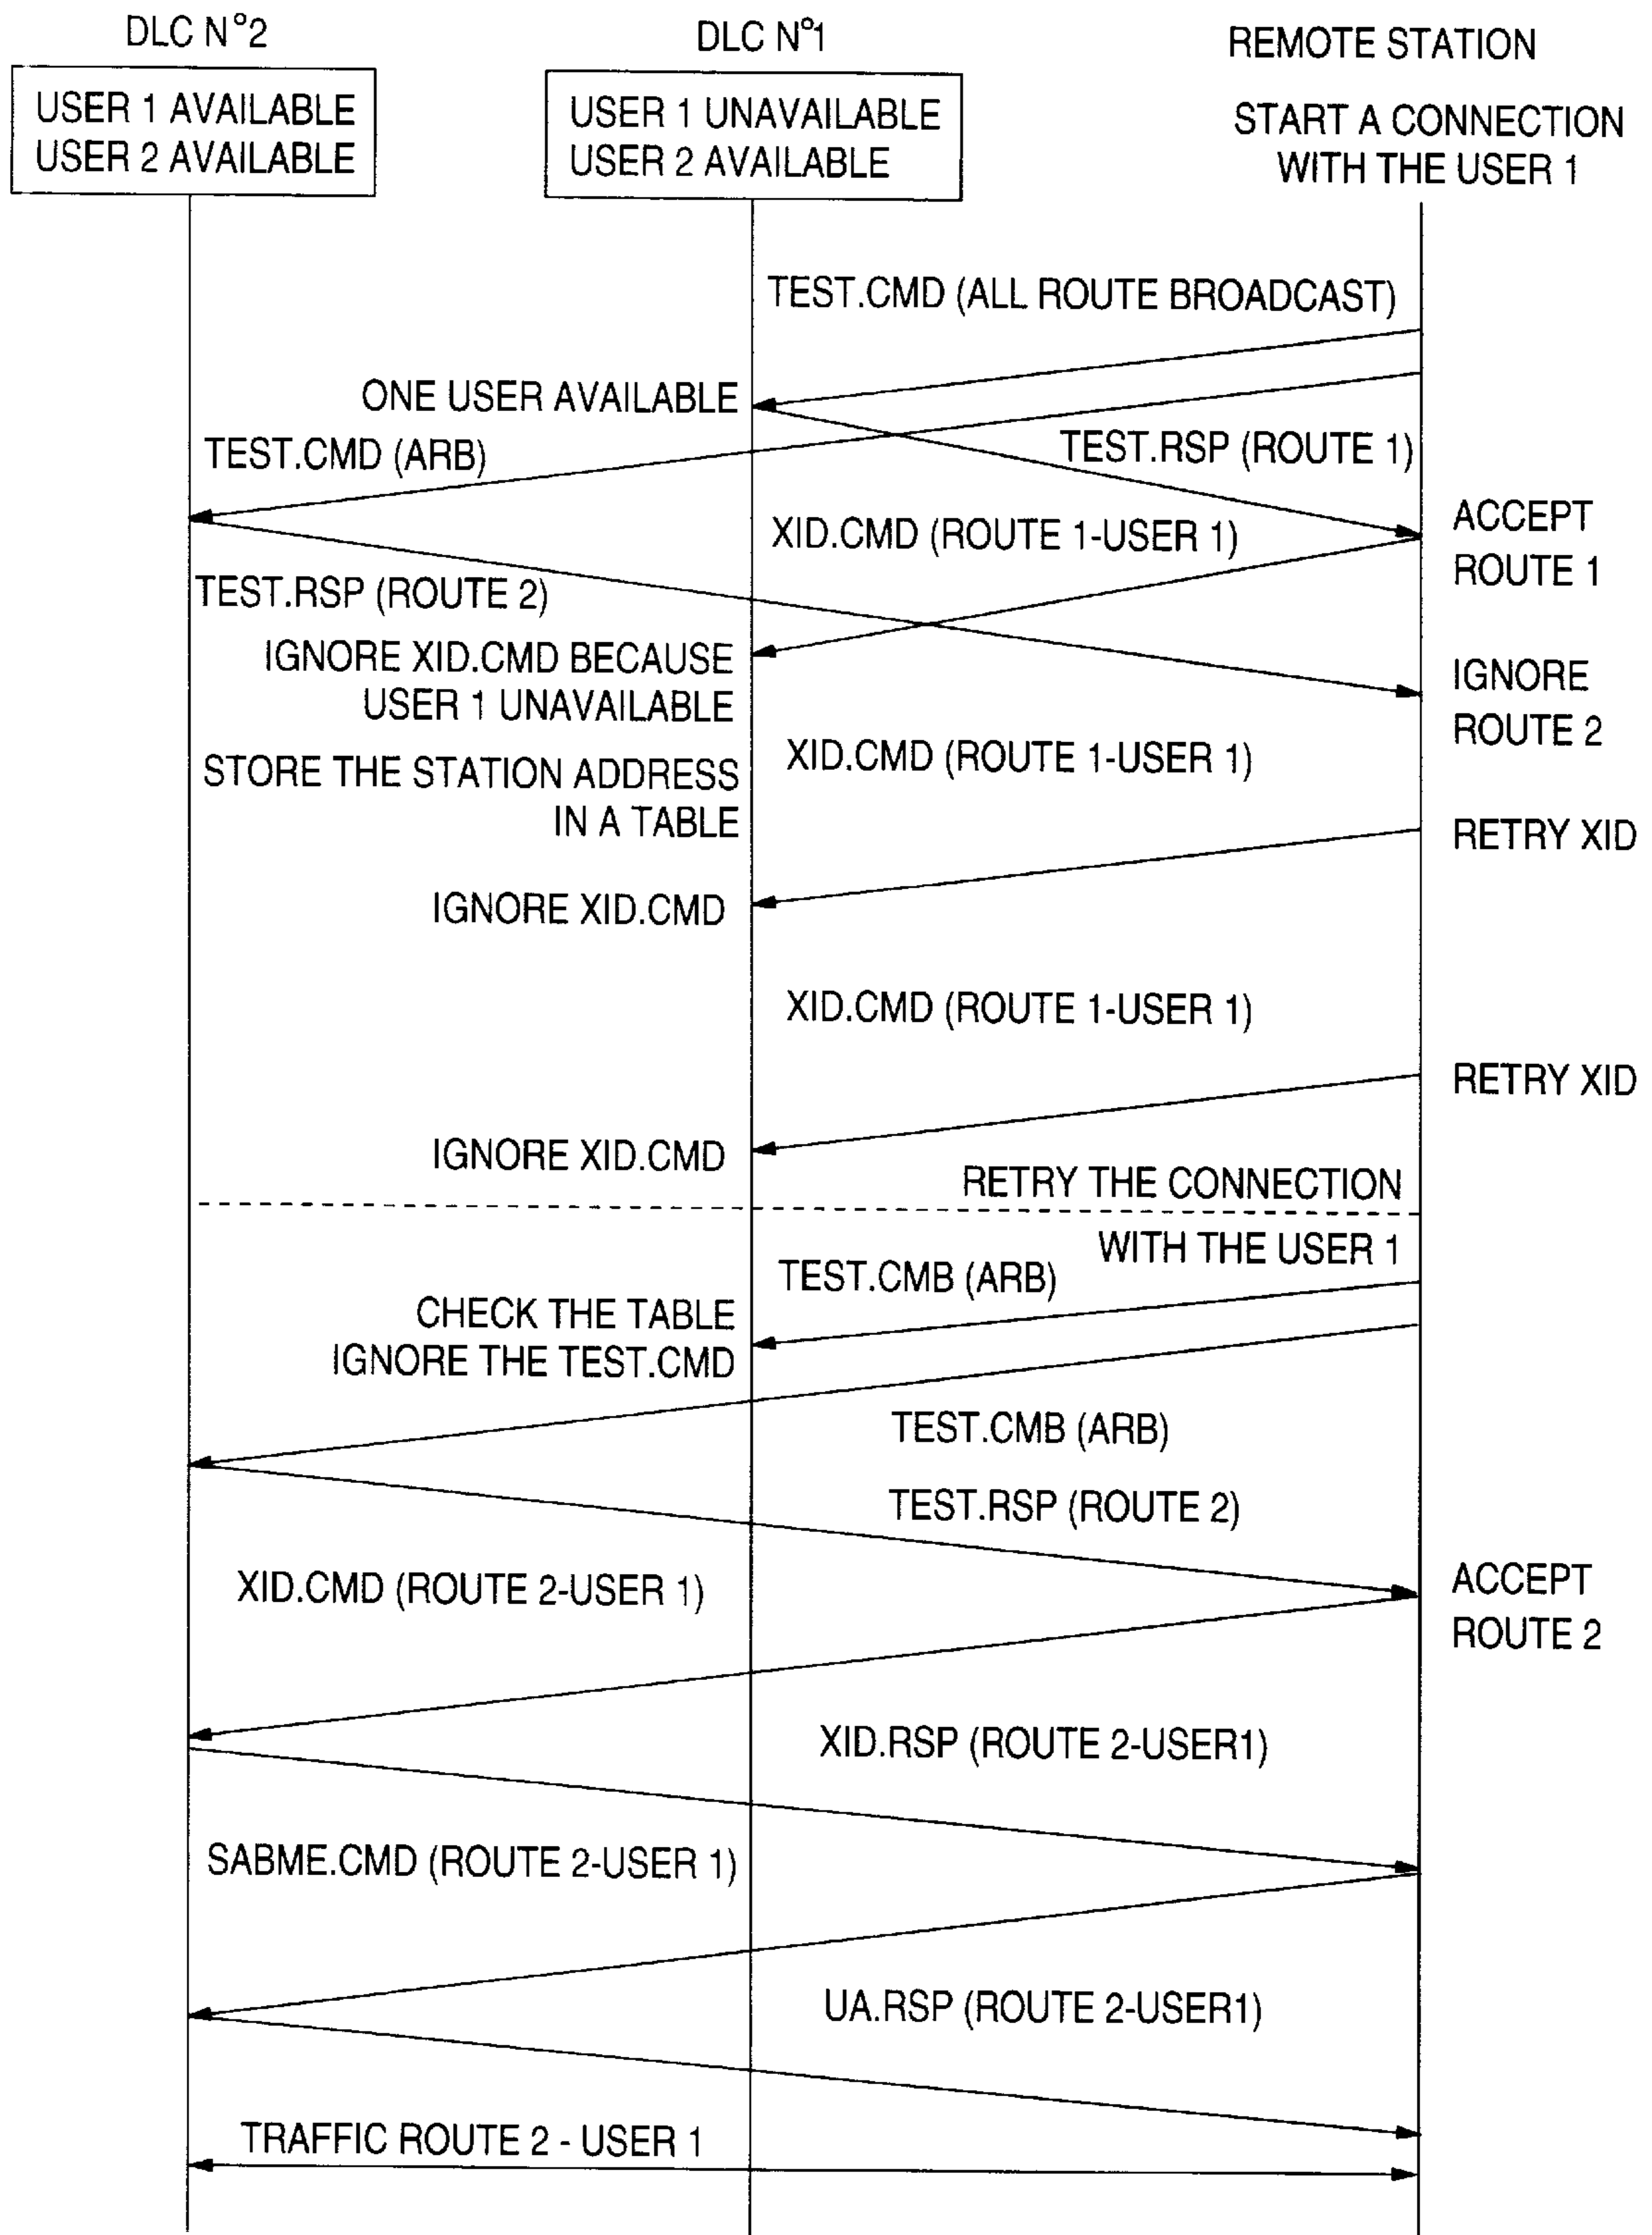 DLC N°2
DLC N°1
REMOTE STATION
USER 1 AVAILABLE
USER 2 AVAILABLE
USER 1 UNAVAILABLE
USER 2 AVAILABLE
START A CONNECTION
WITH THE USER 1
TEST.CMD (ALL ROUTE BROADCAST)
ONE USER AVAILABLE
TEST.CMD (ARB)
TEST.RSP (ROUTE 1)
XID.CMD (ROUTE 1-USER 1)
ACCEPT
ROUTE 1
TEST.RSP (ROUTE 2)
IGNORE XID.CMD BECAUSE
USER 1 UNAVAILABLE
IGNORE
ROUTE 2
XID.CMD (ROUTE 1-USER 1)
STORE THE STATION ADDRESS
IN A TABLE
RETRY XID
IGNORE XID.CMD
XID.CMD (ROUTE 1-USER 1)
RETRY XID
IGNORE XID.CMD
RETRY THE CONNECTION
WITH THE USER 1
TEST.CMB (ARB)
CHECK THE TABLE
IGNORE THE TEST.CMD
TEST.CMB (ARB)
TEST.RSP (ROUTE 2)
XID.CMD (ROUTE 2-USER 1)
ACCEPT
ROUTE 2
XID.RSP (ROUTE 2-USER1)
SABME.CMD (ROUTE 2-USER 1)
UA.RSP (ROUTE 2-USER1)
TRAFFIC ROUTE 2 - USER 1